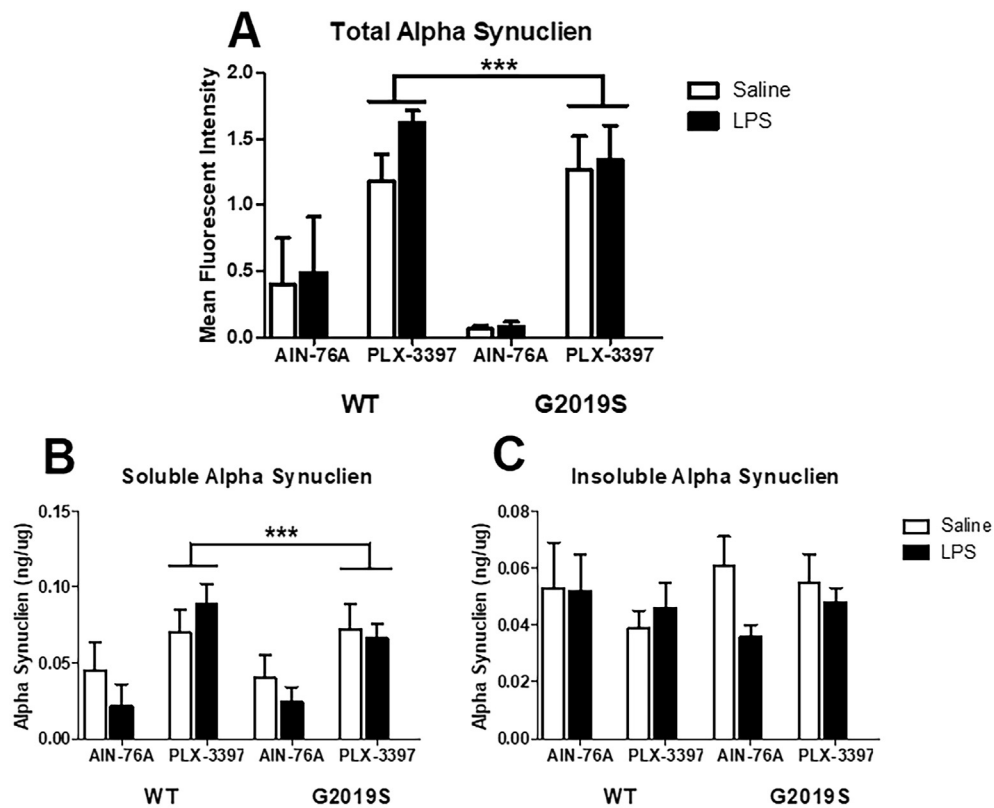 A
Total Alpha Synuclien
***
Mean Fluorescent Intensity
2.0
1.5
1.0
0.5
0.0
Saline
LPS
AIN-76A PLX-3397 AIN-76A PLX-3397
WT G2019S
B
Soluble Alpha Synuclien
***
Alpha Synuclien (ng/ug)
0.15
0.10
0.05
0.00
AIN-76A PLX-3397 AIN-76A PLX-3397
WT G2019S
C
Insoluble Alpha Synuclien
Alpha Synuclien (ng/ug)
0.08
0.06
0.04
0.02
0.00
Saline
LPS
AIN-76A PLX-3397 AIN-76A PLX-3397
WT G2019S